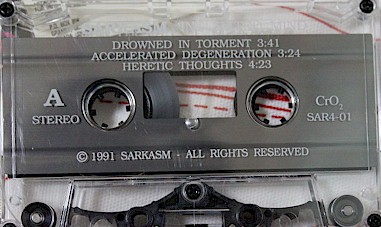 DROWNED IN TORMENT 3:41
ACCELERATED DEGENERATION 3:24
HERETIC THOUGHTS 4:23
A
STEREO
CrO₂
SAR4-01
© 1991 SARKASM - ALL RIGHTS RESERVED